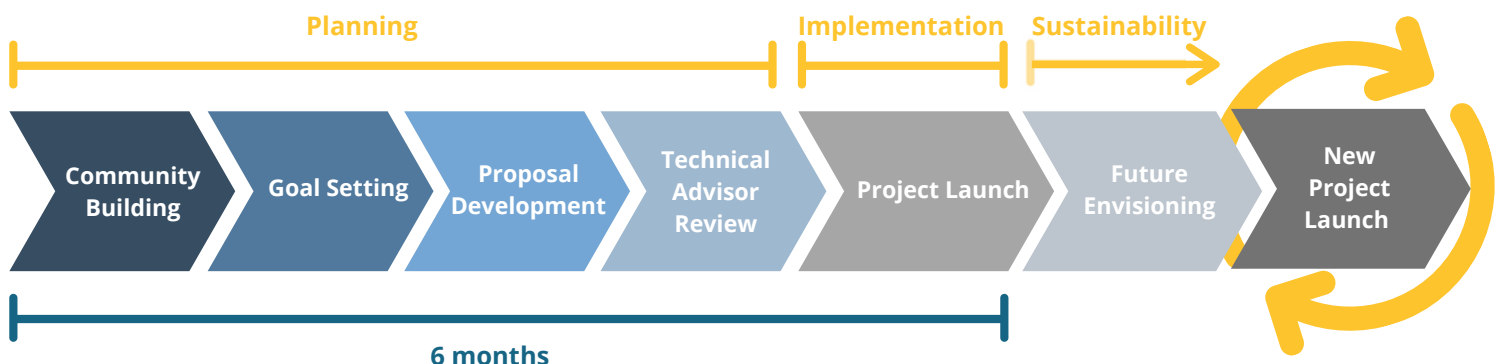 Planning
Implementation
Sustainability
Community
Building
Goal Setting
Proposal
Development
Technical
Advisor
Review
Project Launch
Future
Envisioning
New
Project
Launch
6 months